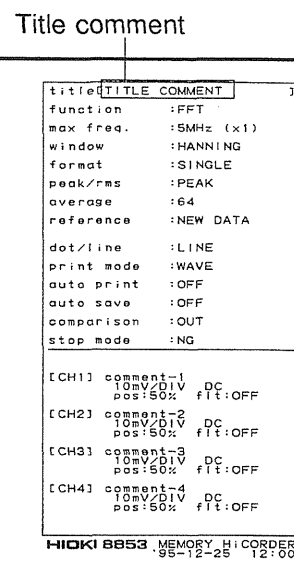 Title comment
title[TITLE COMMENT ]
function :FFT
max freq. :5MHz (x1)
window :HANNING
format :SINGLE
peak/rms :PEAK
average :64
reference :NEW DATA
dot/line :LINE
print mode :WAVE
auto print :OFF
auto save :OFF
comparison :OUT
stop mode :NG
[CH1] comment-1
10mV/DIV DC
pos:50% flt:OFF
[CH2] comment-2
10mV/DIV DC
pos:50% flt:OFF
[CH3] comment-3
10mV/DIV DC
pos:50% flt:OFF
[CH4] comment-4
10mV/DIV DC
pos:50% flt:OFF
HIOKI 8853 MEMORY HiCORDER
'95-12-25 12:00